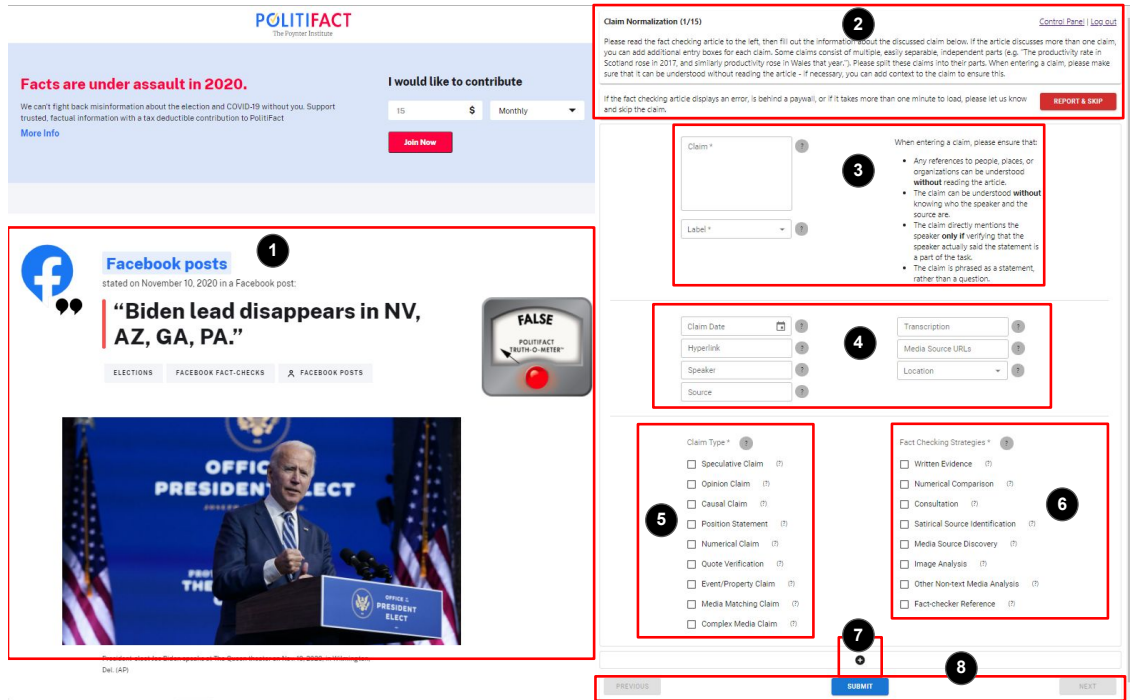 POLITIFACT
The Poynter Institute
Facts are under assault in 2020.
We can't fight back misinformation about the election and COVID-19 without you. Support
trusted, factual information with a tax deductible contribution to PolitiFact
More Info
I would like to contribute
15 $ Monthly
Join Now
1
Facebook posts
stated on November 10, 2020 in a Facebook post:
“Biden lead disappears in NV,
AZ, GA, PA.”
ELECTIONS FACEBOOK FACT-CHECKS FACEBOOK POSTS
FALSE
POLITIFACT
TRUTH-O-METER™
PRESIDENT ELECT
OFFICE of the
PRESIDENT
ELECT
Del. (AP)
Claim Normalization (1/15)
2
Control Panel | Log out
Please read the fact checking article to the left, then fill out the information about the discussed claim below. If the article discusses more than one claim,
you can add additional entry boxes for each claim. Some claims consist of multiple, easily separable, independent parts (e.g. "The productivity rate in
Scotland rose in 2017, and similarly productivity rose in Wales that year."). Please split these claims into their parts. When entering a claim, please make
sure that it can be understood without reading the article - if necessary, you can add context to the claim to ensure this.
If the fact checking article displays an error, is behind a paywall, or if it takes more than one minute to load, please let us know
and skip the claim.
REPORT & SKIP
Claim *
?
Label *
?
3
When entering a claim, please ensure that:
• Any references to people, places, or
organizations can be understood
without reading the article.
• The claim can be understood without
knowing who the speaker and the
source are.
• The claim directly mentions the
speaker only if verifying that the
speaker actually said the statement is
a part of the task.
• The claim is phrased as a statement,
rather than a question.
Claim Date ?
Hyperlink ?
Speaker ?
Source ?
4
Transcription ?
Media Source URLs ?
Location ?
Claim Type * ?
Speculative Claim (?)
Opinion Claim (?)
Causal Claim (?)
5
Position Statement (?)
Numerical Claim (?)
Quote Verification (?)
Event/Property Claim (?)
Media Matching Claim (?)
Complex Media Claim (?)
Fact Checking Strategies * ?
Written Evidence (?)
Numerical Comparison (?)
Consultation (?)
6
Satirical Source Identification (?)
Media Source Discovery (?)
Image Analysis (?)
Other Non-text Media Analysis (?)
Fact-checker Reference (?)
7
8
PREVIOUS
SUBMIT
NEXT